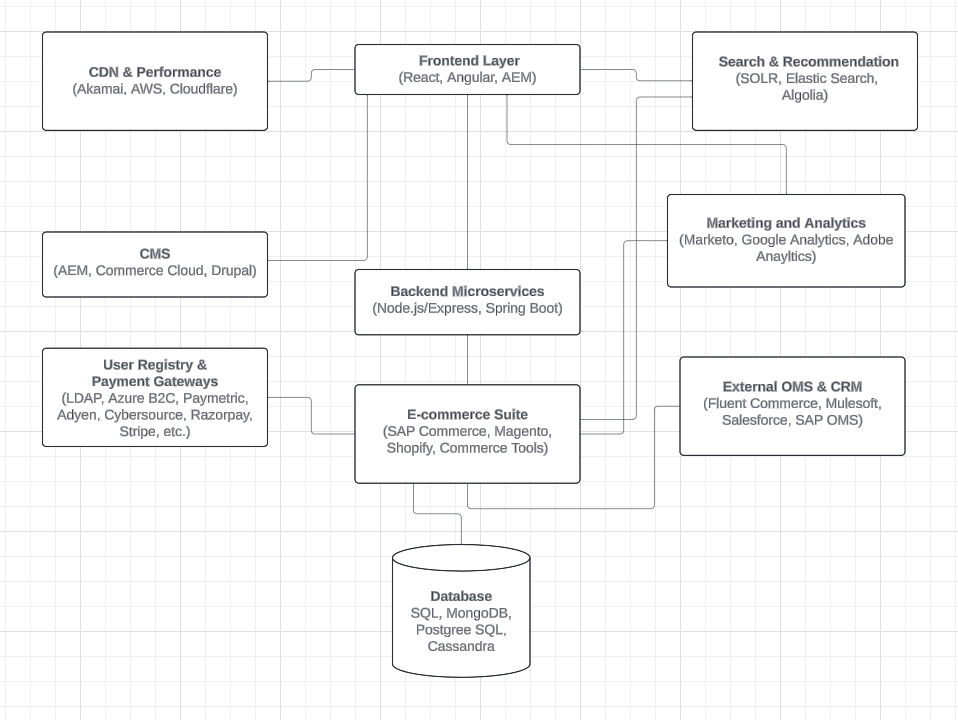 CDN & Performance
(Akamai, AWS, Cloudflare)
Frontend Layer
(React, Angular, AEM)
Search & Recommendation
(SOLR, Elastic Search,
Algolia)
Marketing and Analytics
(Marketo, Google Analytics, Adobe
Anayltics)
CMS
(AEM, Commerce Cloud, Drupal)
Backend Microservices
(Node.js/Express, Spring Boot)
User Registry &
Payment Gateways
(LDAP, Azure B2C, Paymetric,
Adyen, Cybersource, Razorpay,
Stripe, etc.)
E-commerce Suite
(SAP Commerce, Magento,
Shopify, Commerce Tools)
External OMS & CRM
(Fluent Commerce, Mulesoft,
Salesforce, SAP OMS)
Database
SQL, MongoDB,
Postgree SQL,
Cassandra